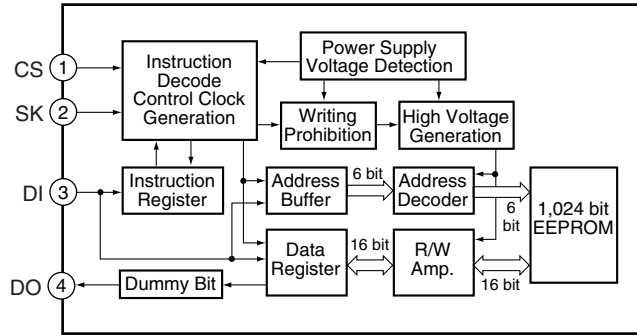 Power Supply
Voltage Detection
Instruction
Decode
Control Clock
Generation
CS 1
SK 2
Writing
Prohibition
High Voltage
Generation
DI 3
Instruction
Register
Address
Buffer
6 bit
Address
Decoder
6
bit
1,024 bit
EEPROM
Data
Register
16 bit
R/W
Amp.
16 bit
DO 4
Dummy Bit